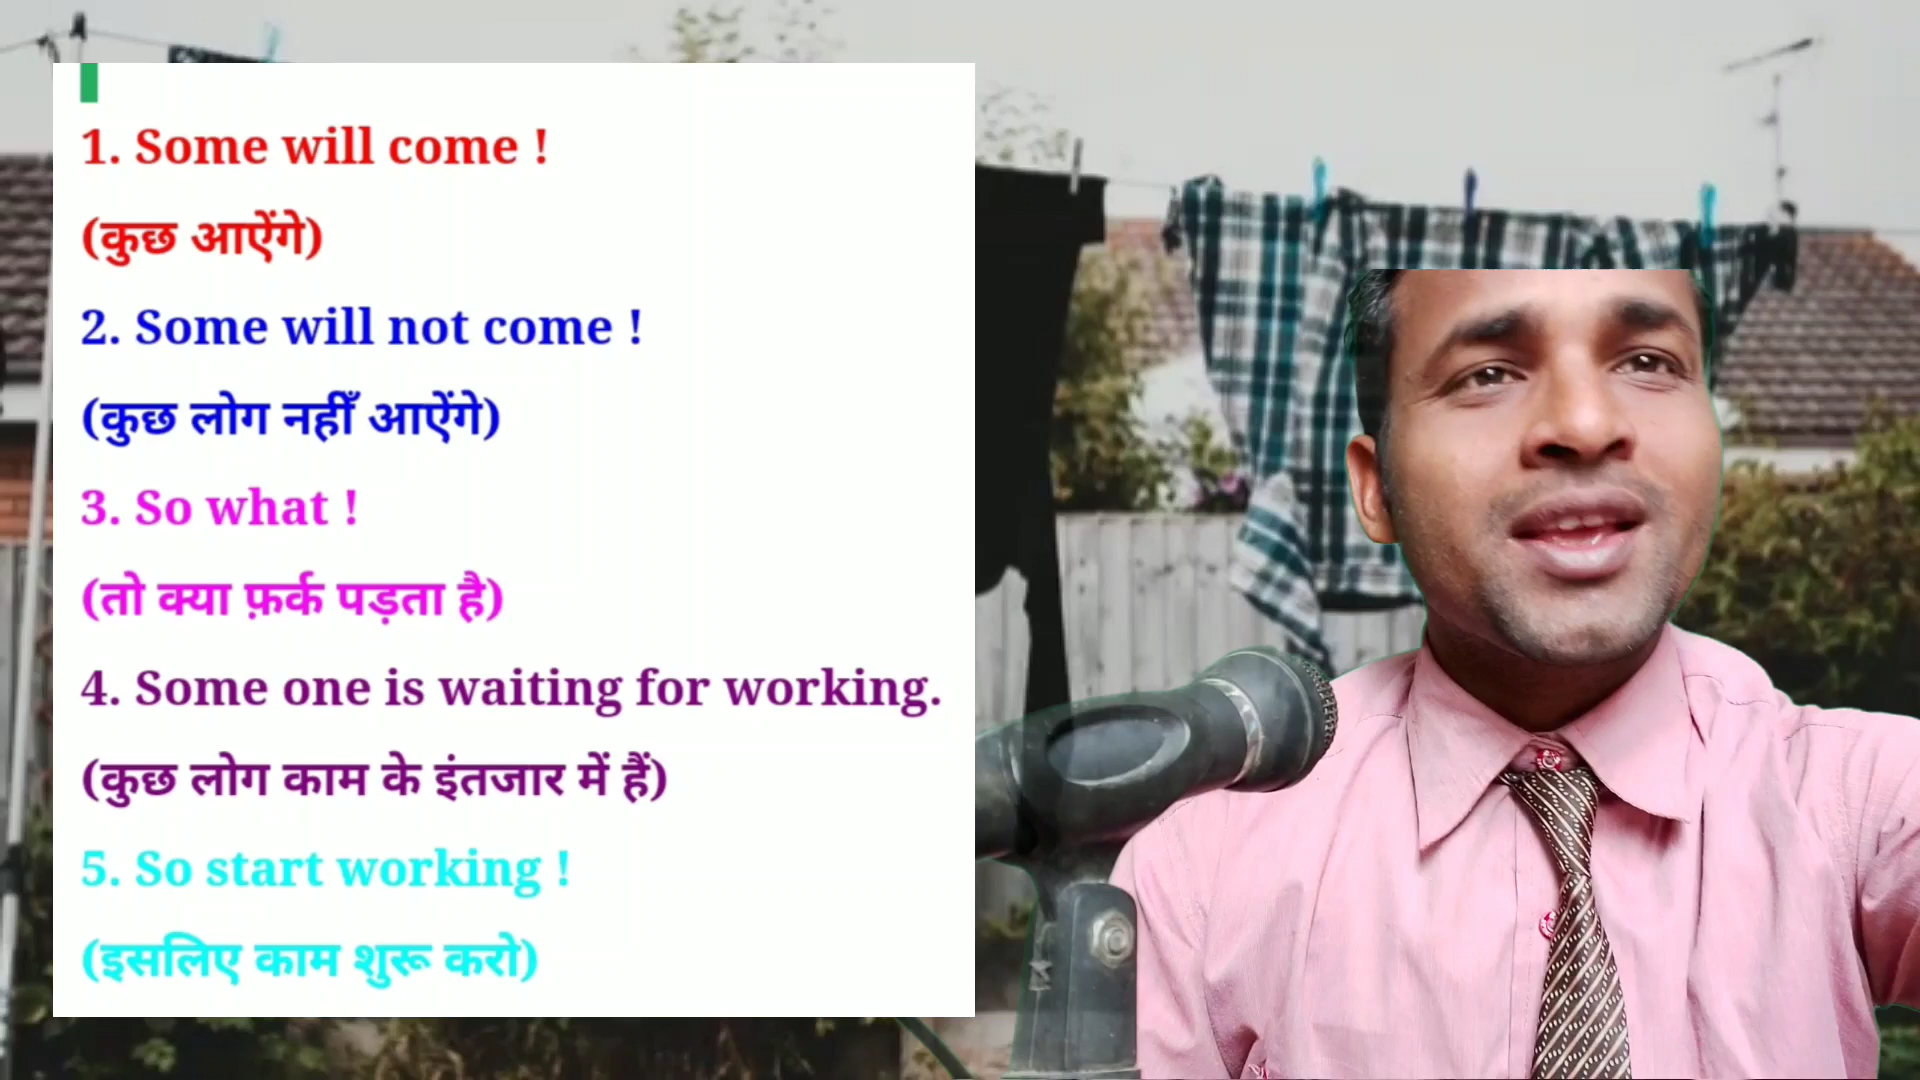 1. Some will come !
(कुछ आऐंगे)
2. Some will not come !
(कुछ लोग नहीँ आऐंगे)
3. So what !
(तो क्या फ़र्क पड़ता है)
4. Some one is waiting for working.
(कुछ लोग काम के इंतजार में हैं)
5. So start working !
(इसलिए काम शुरू करो)